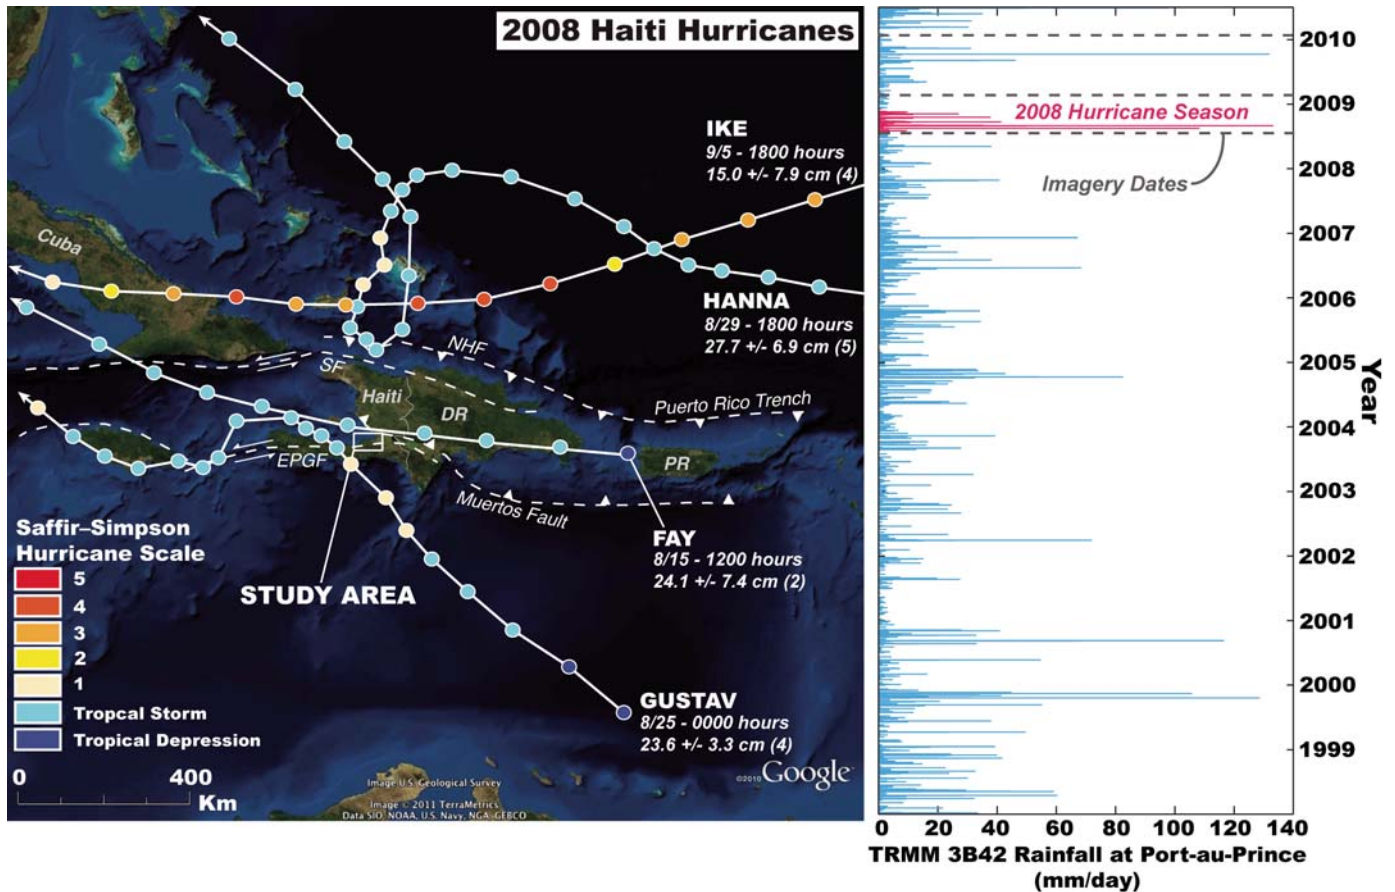 2008 Haiti Hurricanes
IKE
9/5 - 1800 hours
15.0 +/- 7.9 cm (4)
Cuba
HANNA
8/29 - 1800 hours
27.7 +/- 6.9 cm (5)
NHF
SF
Haiti
DR
Puerto Rico Trench
EPGF
PR
Muertos Fault
FAY
8/15 - 1200 hours
24.1 +/- 7.4 cm (2)
STUDY AREA
Saffir–Simpson
Hurricane Scale
5
4
3
2
1
Tropcal Storm
Tropical Depression
GUSTAV
8/25 - 0000 hours
23.6 +/- 3.3 cm (4)
0 400
Km
Image U.S. Geological Survey
Image © 2011 TerraMetrics
Data SIO, NOAA, U.S. Navy, NGA, GEBCO
©2010 Google
2010
2009
2008 Hurricane Season
2008
Imagery Dates
2007
2006
2005
Year
2004
2003
2002
2001
2000
1999
0 20 40 60 80 100 120 140
TRMM 3B42 Rainfall at Port-au-Prince
(mm/day)